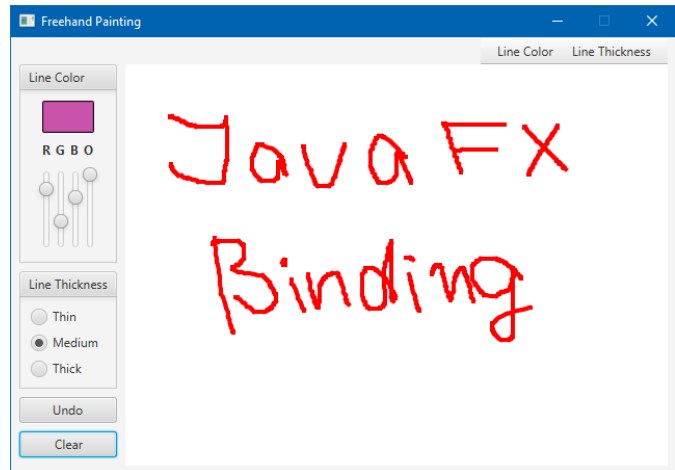 Freehand Painting
Line Color Line Thickness
Line Color
R G B O
Line Thickness
Thin
Medium
Thick
Undo
Clear
JavaFX
Binding